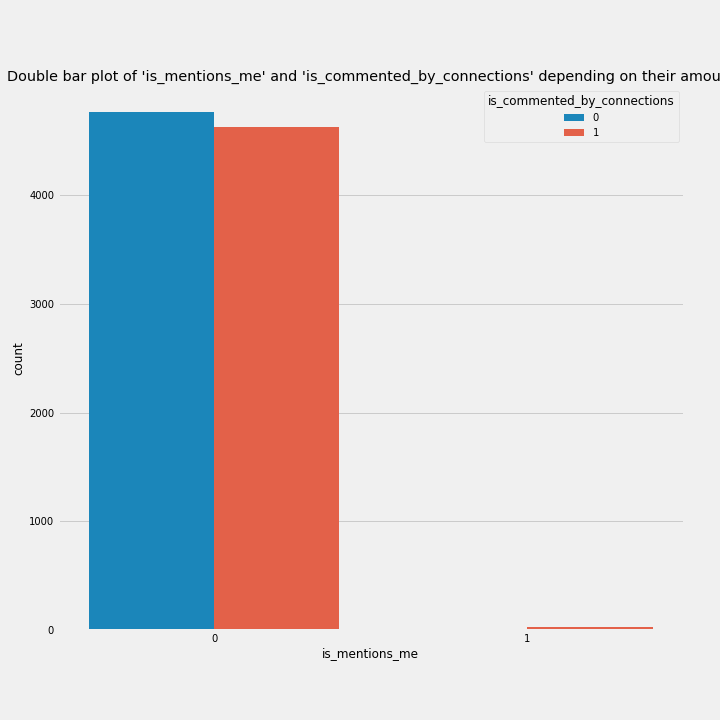 Double bar plot of 'is_mentions_me' and 'is_commented_by_connections' depending on their amou
is_commented_by_connections
0
1
4000
3000
2000
1000
0
count
0
1
is_mentions_me